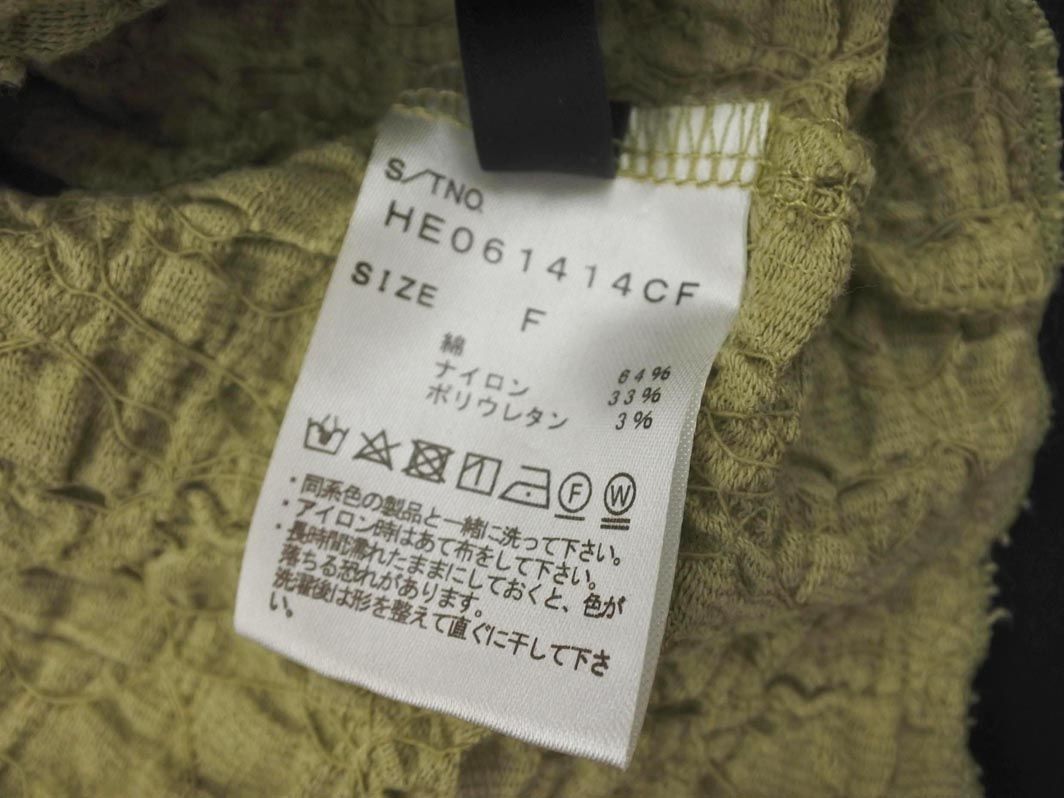 S/TNO.
HE061414CF
SIZE
F
綿 64%
ナイロン 33%
ポリウレタン 3%
F W
・同系色の製品と一緒に洗って下さい。
・アイロン時はあて布をして下さい。
・長時間濡れたままにしておくと、色が
落ちる恐れがあります。
洗濯後は形を整えて直ぐに干して下さ
い。